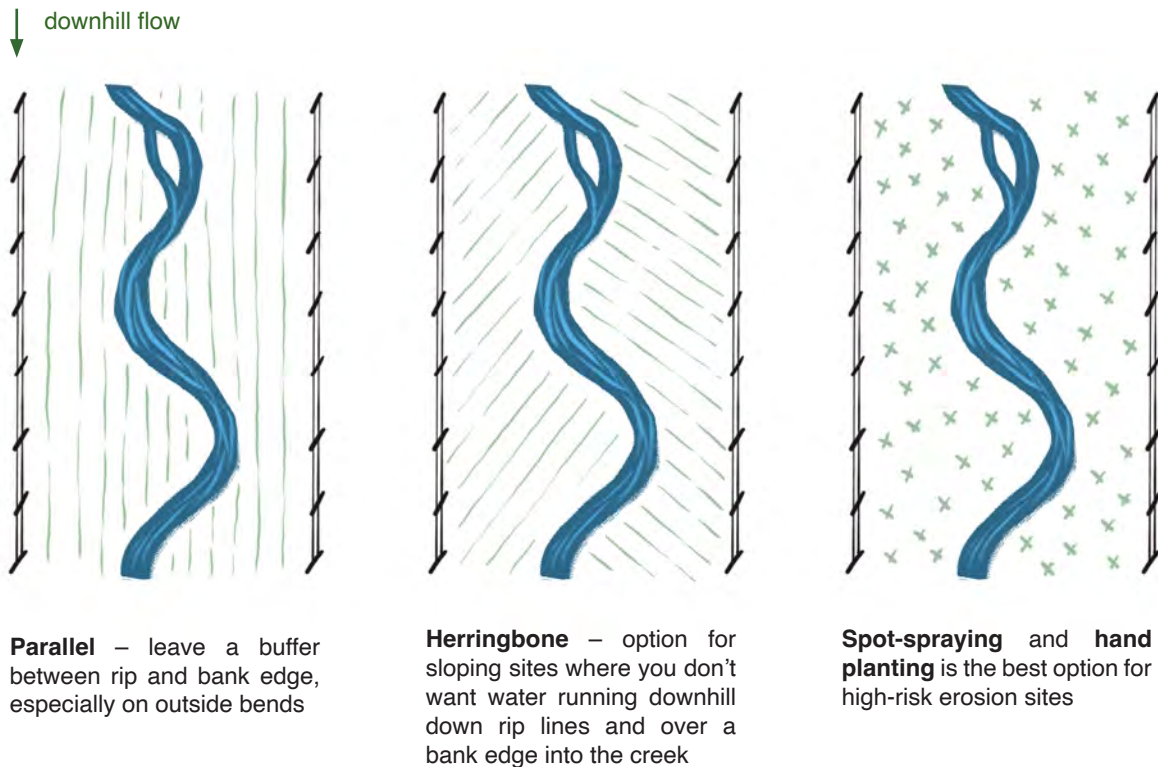 downhill flow
Parallel – leave a buffer
between rip and bank edge,
especially on outside bends
Herringbone – option for
sloping sites where you don't
want water running downhill
down rip lines and over a
bank edge into the creek
Spot-spraying and hand
planting is the best option for
high-risk erosion sites